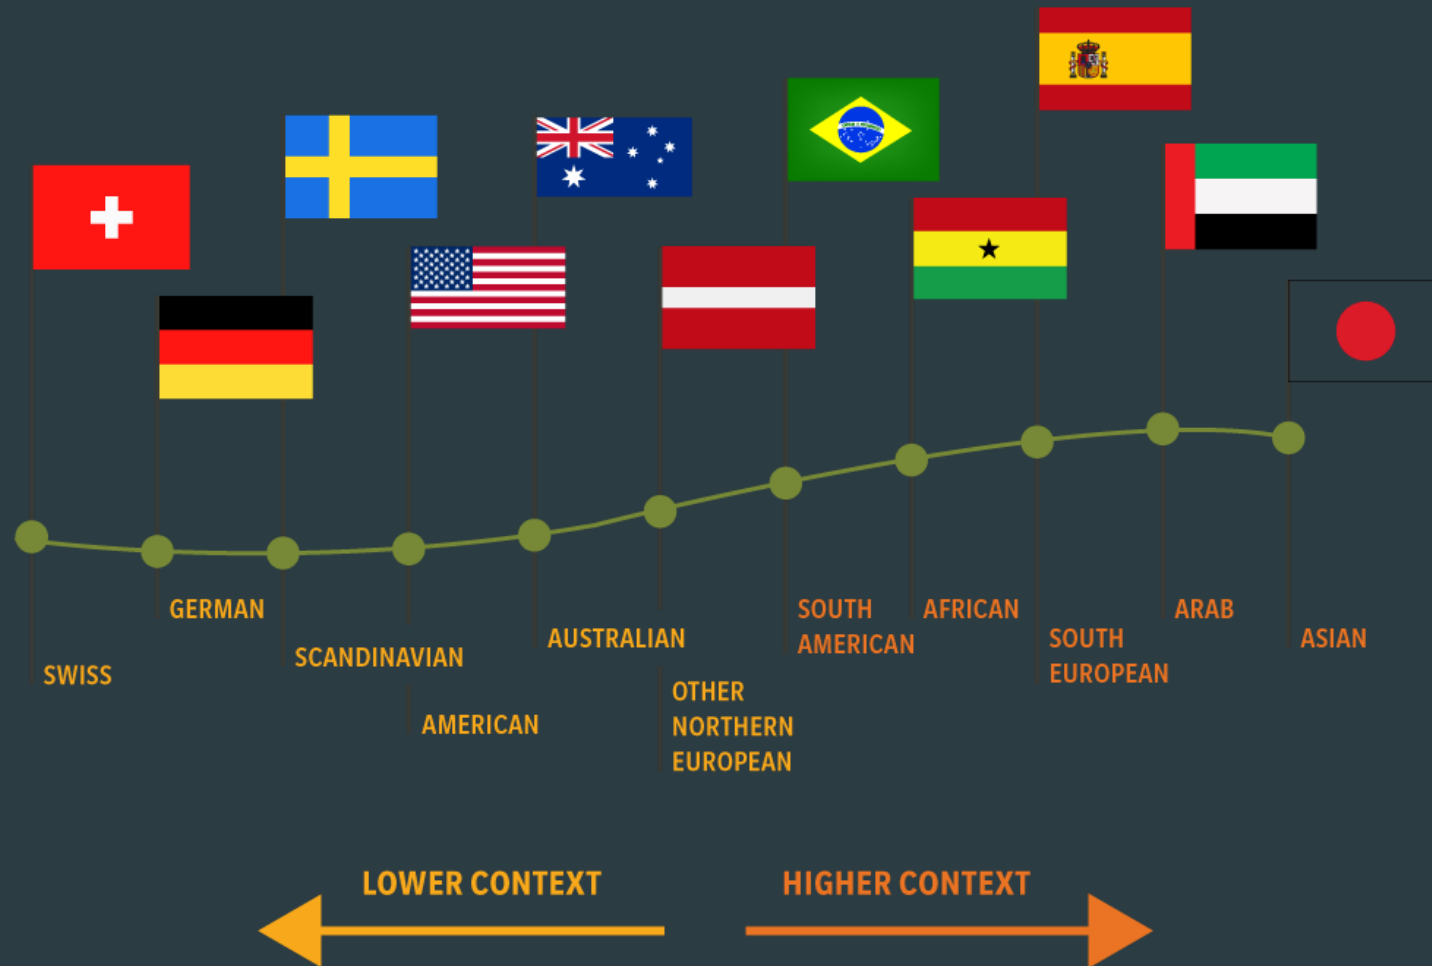 SWISS
GERMAN
SCANDINAVIAN
AMERICAN
AUSTRALIAN
OTHER
NORTHERN
EUROPEAN
SOUTH
AMERICAN
AFRICAN
SOUTH
EUROPEAN
ARAB
ASIAN
LOWER CONTEXT
HIGHER CONTEXT